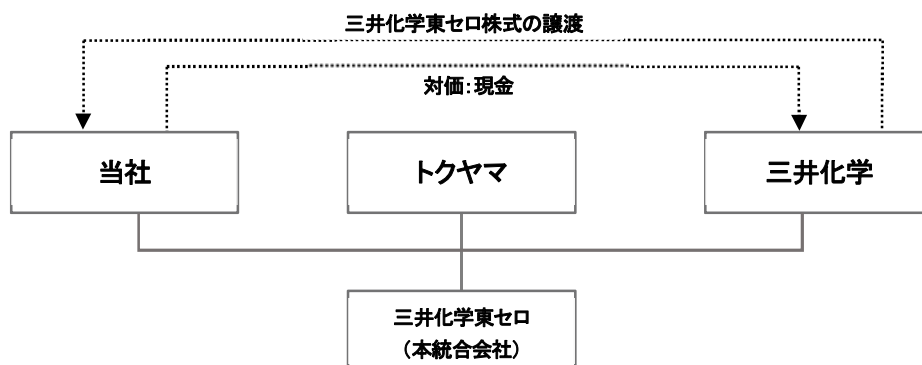 三井化学東セロ株式の譲渡
対価：現金
当社
トクヤマ
三井化学
三井化学東セロ
（本統合会社）